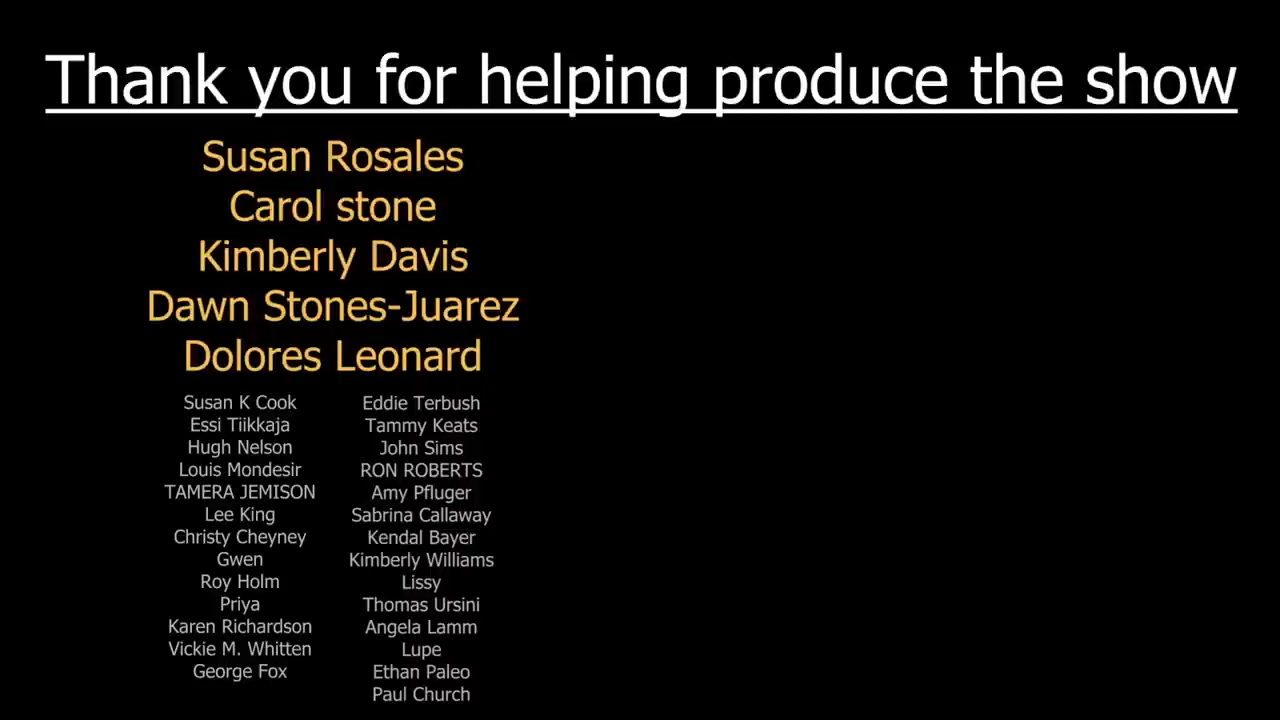 Thank you for helping produce the show
Susan Rosales
Carol stone
Kimberly Davis
Dawn Stones-Juarez
Dolores Leonard
Susan K Cook
Essi Tiikkaja
Hugh Nelson
Louis Mondesir
TAMERA JEMISON
Lee King
Christy Cheyney
Gwen
Roy Holm
Priya
Karen Richardson
Vickie M. Whitten
George Fox
Eddie Terbush
Tammy Keats
John Sims
RON ROBERTS
Amy Pfluger
Sabrina Callaway
Kendal Bayer
Kimberly Williams
Lissy
Thomas Ursini
Angela Lamm
Lupe
Ethan Paleo
Paul Church